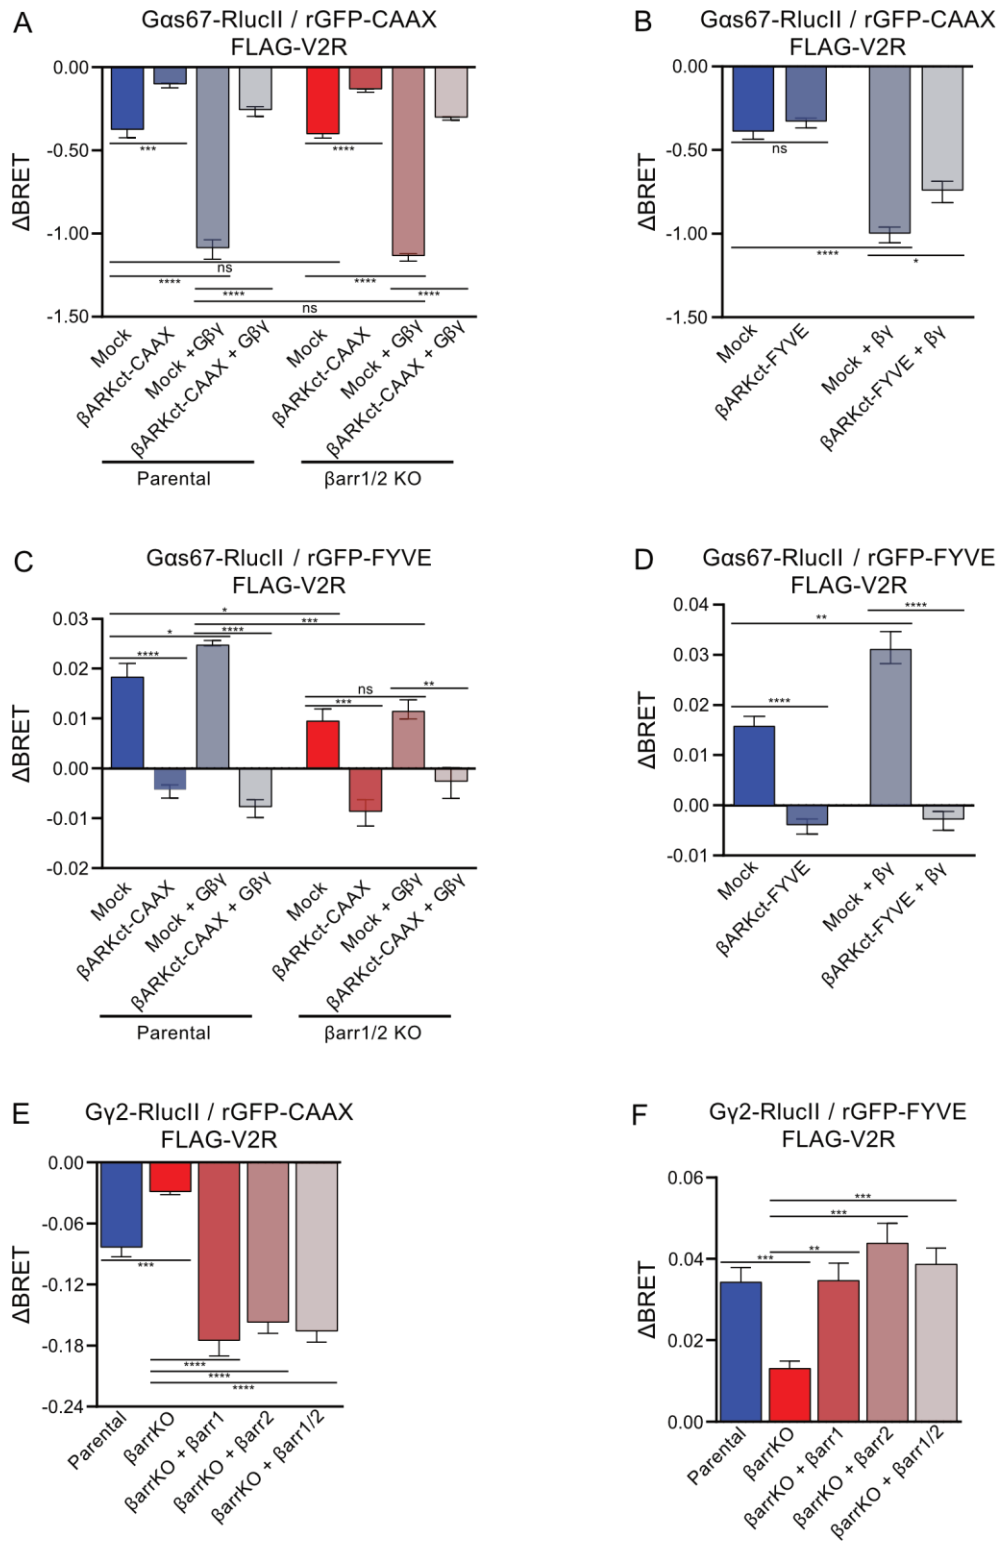 A
Gαs67-RlucII / rGFP-CAAX
FLAG-V2R
0.00
-0.50
-1.00
-1.50
ΔBRET
***
****
ns
****
****
****
****
ns
Mock
βARKct-CAAX
Mock +Gβγ
βARKct-CAAX + Gβγ
Mock
βARKct-CAAX
Mock +Gβγ
βARKct-CAAX + Gβγ
Parental
βarr1/2 KO
B
Gαs67-RlucII / rGFP-CAAX
FLAG-V2R
0.00
-0.50
-1.00
-1.50
ΔBRET
ns
****
*
Mock
βARKct-FYVE
Mock + βγ
βARKct-FYVE + βγ
C
Gαs67-RlucII / rGFP-FYVE
FLAG-V2R
0.03
0.02
0.01
0.00
-0.01
-0.02
ΔBRET
*
***
*
****
****
ns
**
***
Mock
βARKct-CAAX
Mock + Gβγ
βARKct-CAAX + Gβγ
Mock
βARKct-CAAX
Mock + Gβγ
βARKct-CAAX + Gβγ
Parental
βarr1/2 KO
D
Gαs67-RlucII / rGFP-FYVE
FLAG-V2R
0.04
0.03
0.02
0.01
0.00
-0.01
ΔBRET
****
**
****
Mock
βARKct-FYVE
Mock + βγ
βARKct-FYVE + βγ
E
Gγ2-RlucII / rGFP-CAAX
FLAG-V2R
0.00
-0.06
-0.12
-0.18
-0.24
ΔBRET
***
****
****
****
Parental
βarrKO
βarrKO + βarr1
βarrKO + βarr2
βarrKO + βarr1/2
F
Gγ2-RlucII / rGFP-FYVE
FLAG-V2R
0.06
0.04
0.02
0.00
ΔBRET
***
***
**
***
Parental
βarrKO
βarrKO + βarr1
βarrKO + βarr2
βarrKO + βarr1/2